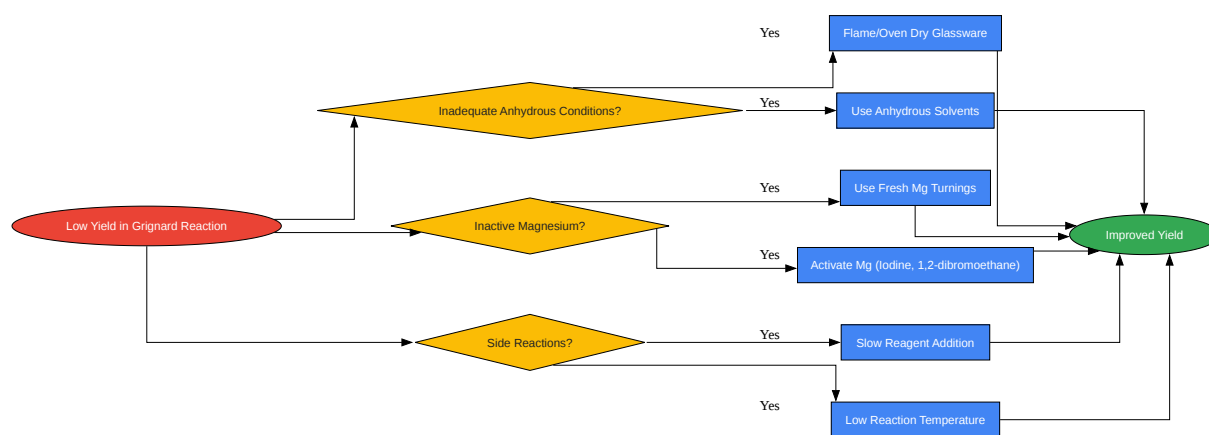 Yes
Flame/Oven Dry Glassware
Inadequate Anhydrous Conditions?
Yes
Use Anhydrous Solvents
Yes
Use Fresh Mg Turnings
Low Yield in Grignard Reaction
Inactive Magnesium?
Improved Yield
Yes
Activate Mg (Iodine, 1,2-dibromoethane)
Side Reactions?
Yes
Slow Reagent Addition
Yes
Low Reaction Temperature